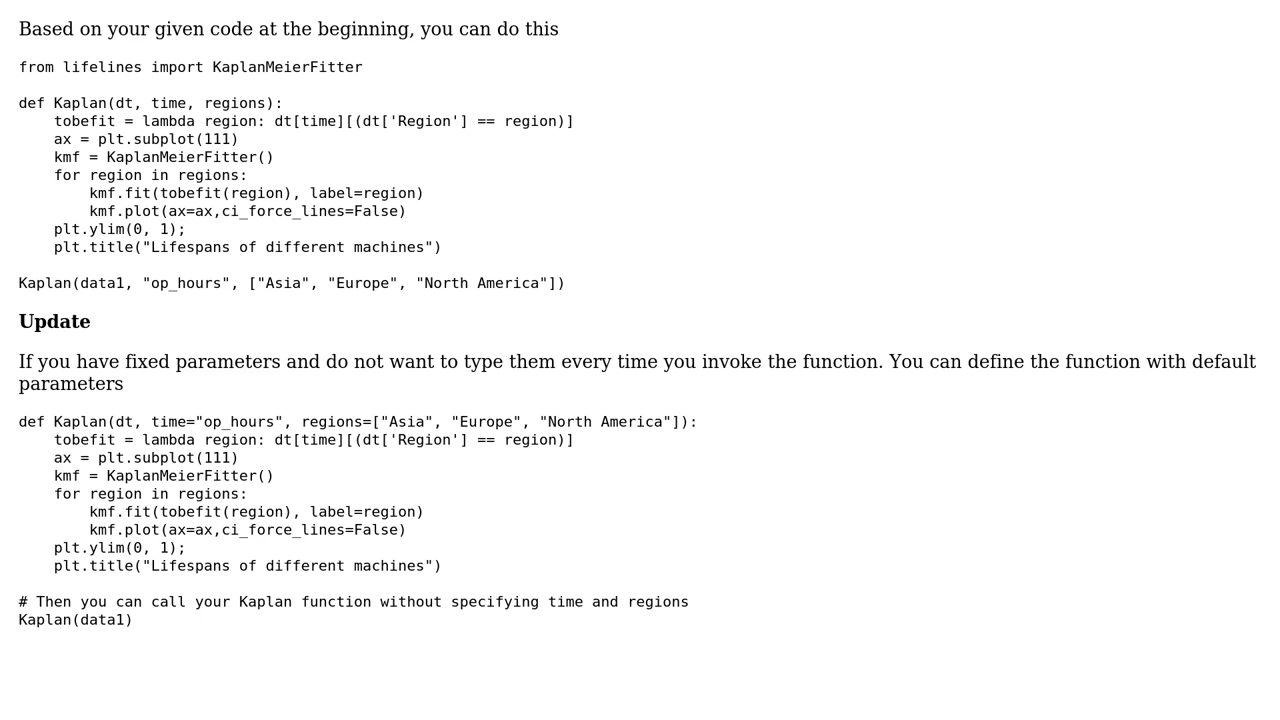 Based on your given code at the beginning, you can do this
from lifelines import KaplanMeierFitter
def Kaplan(dt, time, regions):
    tobefit = lambda region: dt[time][(dt['Region'] == region)]
    ax = plt.subplot(111)
    kmf = KaplanMeierFitter()
    for region in regions:
        kmf.fit(tobefit(region), label=region)
        kmf.plot(ax=ax,ci_force_lines=False)
    plt.ylim(0, 1);
    plt.title("Lifespans of different machines")
Kaplan(data1, "op_hours", ["Asia", "Europe", "North America"])
Update
If you have fixed parameters and do not want to type them every time you invoke the function. You can define the function with default
parameters
def Kaplan(dt, time="op_hours", regions=["Asia", "Europe", "North America"]):
    tobefit = lambda region: dt[time][(dt['Region'] == region)]
    ax = plt.subplot(111)
    kmf = KaplanMeierFitter()
    for region in regions:
        kmf.fit(tobefit(region), label=region)
        kmf.plot(ax=ax,ci_force_lines=False)
    plt.ylim(0, 1);
    plt.title("Lifespans of different machines")
# Then you can call your Kaplan function without specifying time and regions
Kaplan(data1)